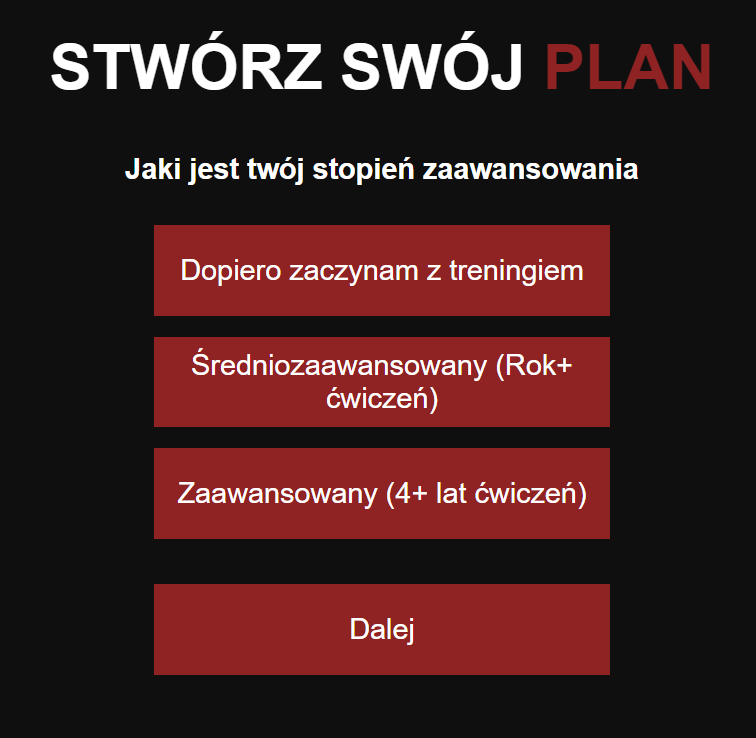 STWÓRZ SWÓJ PLAN
Jaki jest twój stopień zaawansowania
Dopiero zaczynam z treningiem
Średniozaawansowany (Rok+
ćwiczeń)
Zaawansowany (4+ lat ćwiczeń)
Dalej